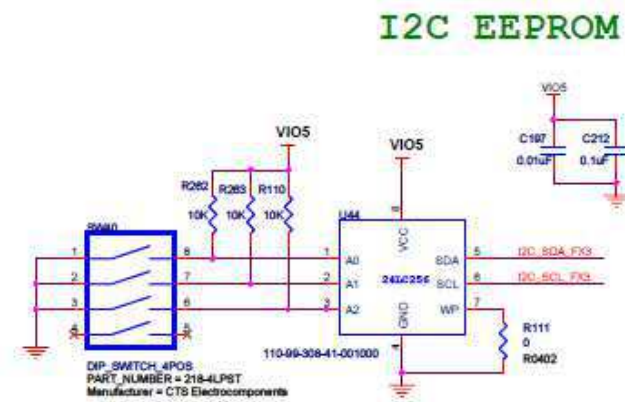 I2C EEPROM
VIO5
C197
0.01uF
C212
0.1uF
VIO5
VIO5
R262
10K
R263
10K
R110
10K
SW40
1
2
3
4
8
7
6
5
U44
8
VCC
1
A0
2
A1
3
A2
24LC256
SDA
5
I2C_SDA_FX3
SCL
6
I2C_SCL_FX3
WP
7
GND
4
R111
0
R0402
110-99-308-41-001000
DIP_SWITCH_4POS
PART_NUMBER = 218-4LPST
Manufacturer = CTS Electrocomponents